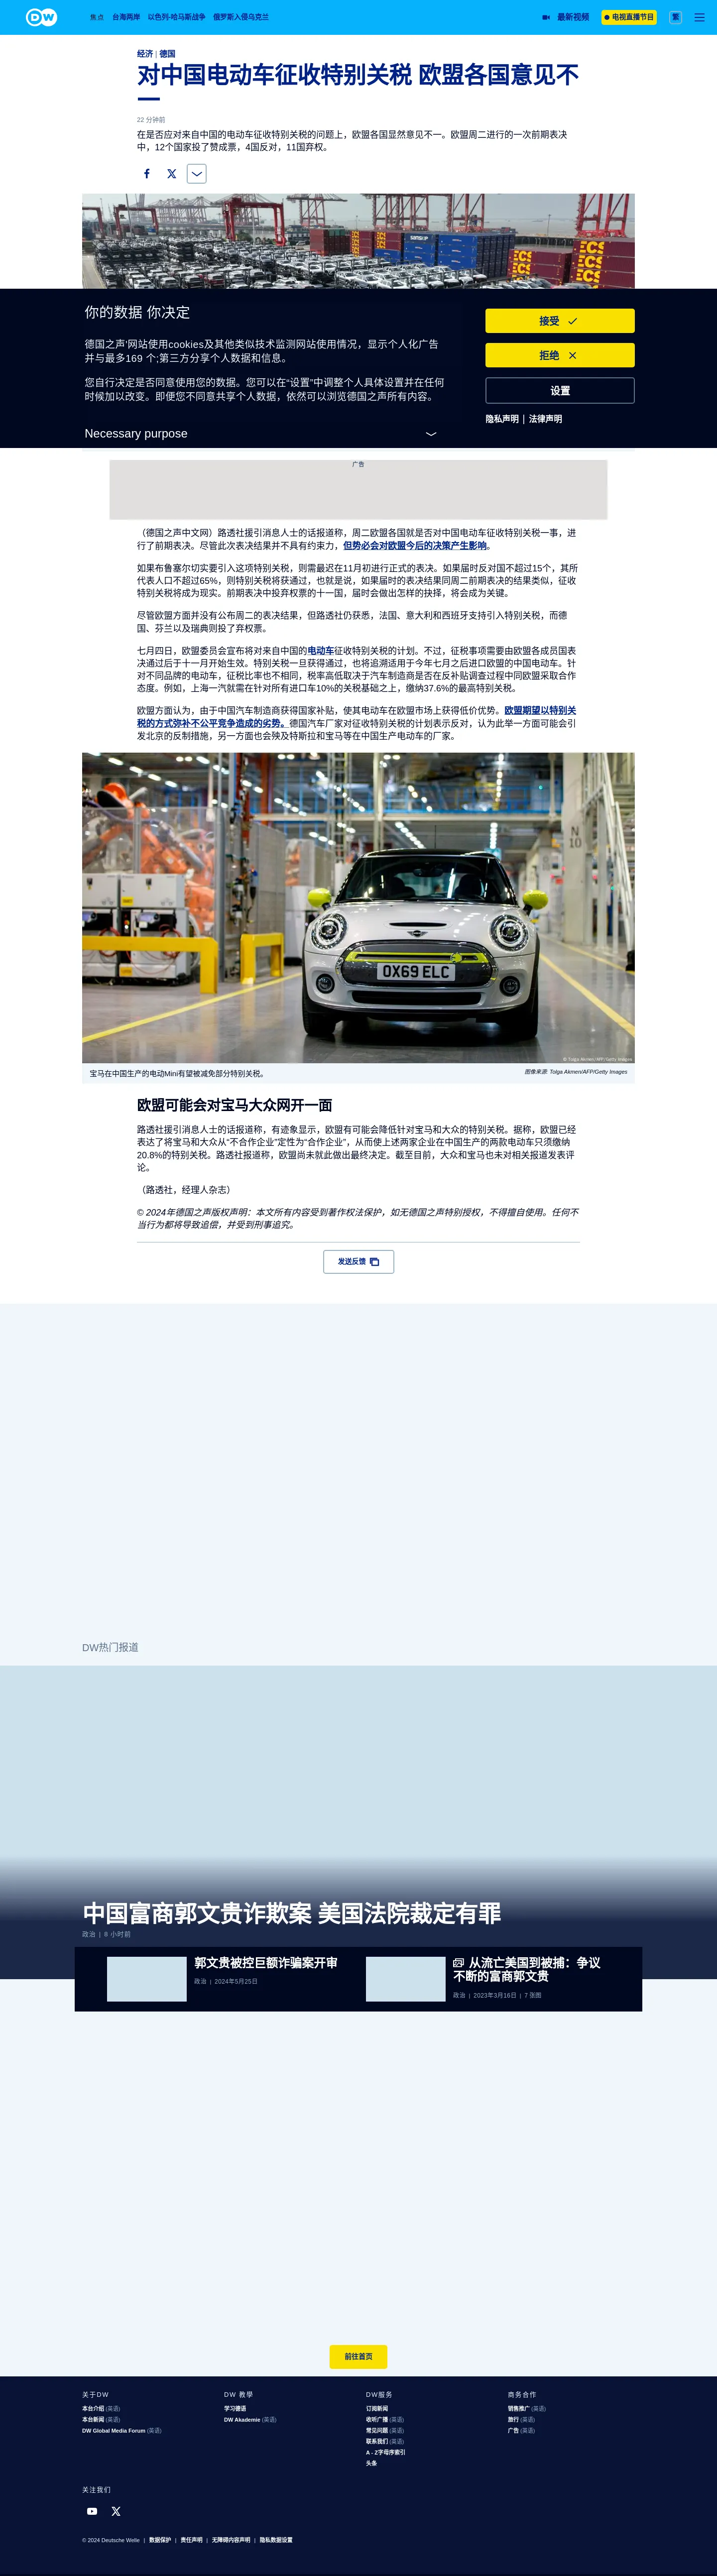 DW
焦点
台海两岸
以色列-哈马斯战争
俄罗斯入侵乌克兰
最新视频
电视直播节目
繁
经济 | 德国
对中国电动车征收特别关税 欧盟各国意见不一
22 分钟前
在是否应对来自中国的电动车征收特别关税的问题上，欧盟各国显然意见不一。欧盟周二进行的一次前期表决
中，12个国家投了赞成票，4国反对，11国弃权。
你的数据 你决定
德国之声’网站使用cookies及其他类似技术监测网站使用情况，显示个人化广告
并与最多169 个;第三方分享个人数据和信息。
您自行决定是否同意使用您的数据。您可以在“设置”中调整个人具体设置并在任何
时候加以改变。即便您不同意共享个人数据，依然可以浏览德国之声所有内容。
Necessary purpose
接受
拒绝
设置
隐私声明 | 法律声明
广告
（德国之声中文网）路透社援引消息人士的话报道称，周二欧盟各国就是否对中国电动车征收特别关税一事，进
行了前期表决。尽管此次表决结果并不具有约束力，但势必会对欧盟今后的决策产生影响。
如果布鲁塞尔切实要引入这项特别关税，则需最迟在11月初进行正式的表决。如果届时反对国不超过15个，其所
代表人口不超过65%，则特别关税将获通过，也就是说，如果届时的表决结果同周二前期表决的结果类似，征收
特别关税将成为现实。前期表决中投弃权票的十一国，届时会做出怎样的抉择，将会成为关键。
尽管欧盟方面并没有公布周二的表决结果，但路透社仍获悉，法国、意大利和西班牙支持引入特别关税，而德
国、芬兰以及瑞典则投了弃权票。
七月四日，欧盟委员会宣布将对来自中国的电动车征收特别关税的计划。不过，征税事项需要由欧盟各成员国表
决通过后于十一月开始生效。特别关税一旦获得通过，也将追溯适用于今年七月之后进口欧盟的中国电动车。针
对不同品牌的电动车，征税比率也不相同，税率高低取决于汽车制造商是否在反补贴调查过程中同欧盟采取合作
态度。例如，上海一汽就需在针对所有进口车10%的关税基础之上，缴纳37.6%的最高特别关税。
欧盟方面认为，由于中国汽车制造商获得国家补贴，使其电动车在欧盟市场上获得低价优势。欧盟期望以特别关
税的方式弥补不公平竞争造成的劣势。德国汽车厂家对征收特别关税的计划表示反对，认为此举一方面可能会引
发北京的反制措施，另一方面也会殃及特斯拉和宝马等在中国生产电动车的厂家。
N
10
OX69 ELC
© Tolga Akmen/AFP/Getty Images
宝马在中国生产的电动Mini有望被减免部分特别关税。
图像来源: Tolga Akmen/AFP/Getty Images
欧盟可能会对宝马大众网开一面
路透社援引消息人士的话报道称，有迹象显示，欧盟有可能会降低针对宝马和大众的特别关税。据称，欧盟已经
表达了将宝马和大众从“不合作企业”定性为“合作企业”，从而使上述两家企业在中国生产的两款电动车只须缴纳
20.8%的特别关税。路透社报道称，欧盟尚未就此做出最终决定。截至目前，大众和宝马也未对相关报道发表评
论。
（路透社，经理人杂志）
© 2024年德国之声版权声明：本文所有内容受到著作权法保护，如无德国之声特别授权，不得擅自使用。任何不
当行为都将导致追偿，并受到刑事追究。
发送反馈
DW热门报道
中国富商郭文贵诈欺案 美国法院裁定有罪
政治 | 6 小时前
郭文贵被控巨额诈骗案开审
政治 | 2024年5月25日
从流亡美国到被捕：争议
不断的富商郭文贵
政治 | 2023年3月16日 | 7 张图
前往首页
关于DW
本台介绍 (英语)
本台新闻 (英语)
DW Global Media Forum (英语)
DW 教學
学习德语
DW Akademie (英语)
DW服务
订阅新闻
收听广播 (英语)
常见问题 (英语)
联系我们 (英语)
A - Z字母序索引
头条
商务合作
销售推广 (英语)
旅行 (英语)
广告 (英语)
关注我们
© 2024 Deutsche Welle | 数据保护 | 责任声明 | 无障碍内容声明 | 隐私数据设置